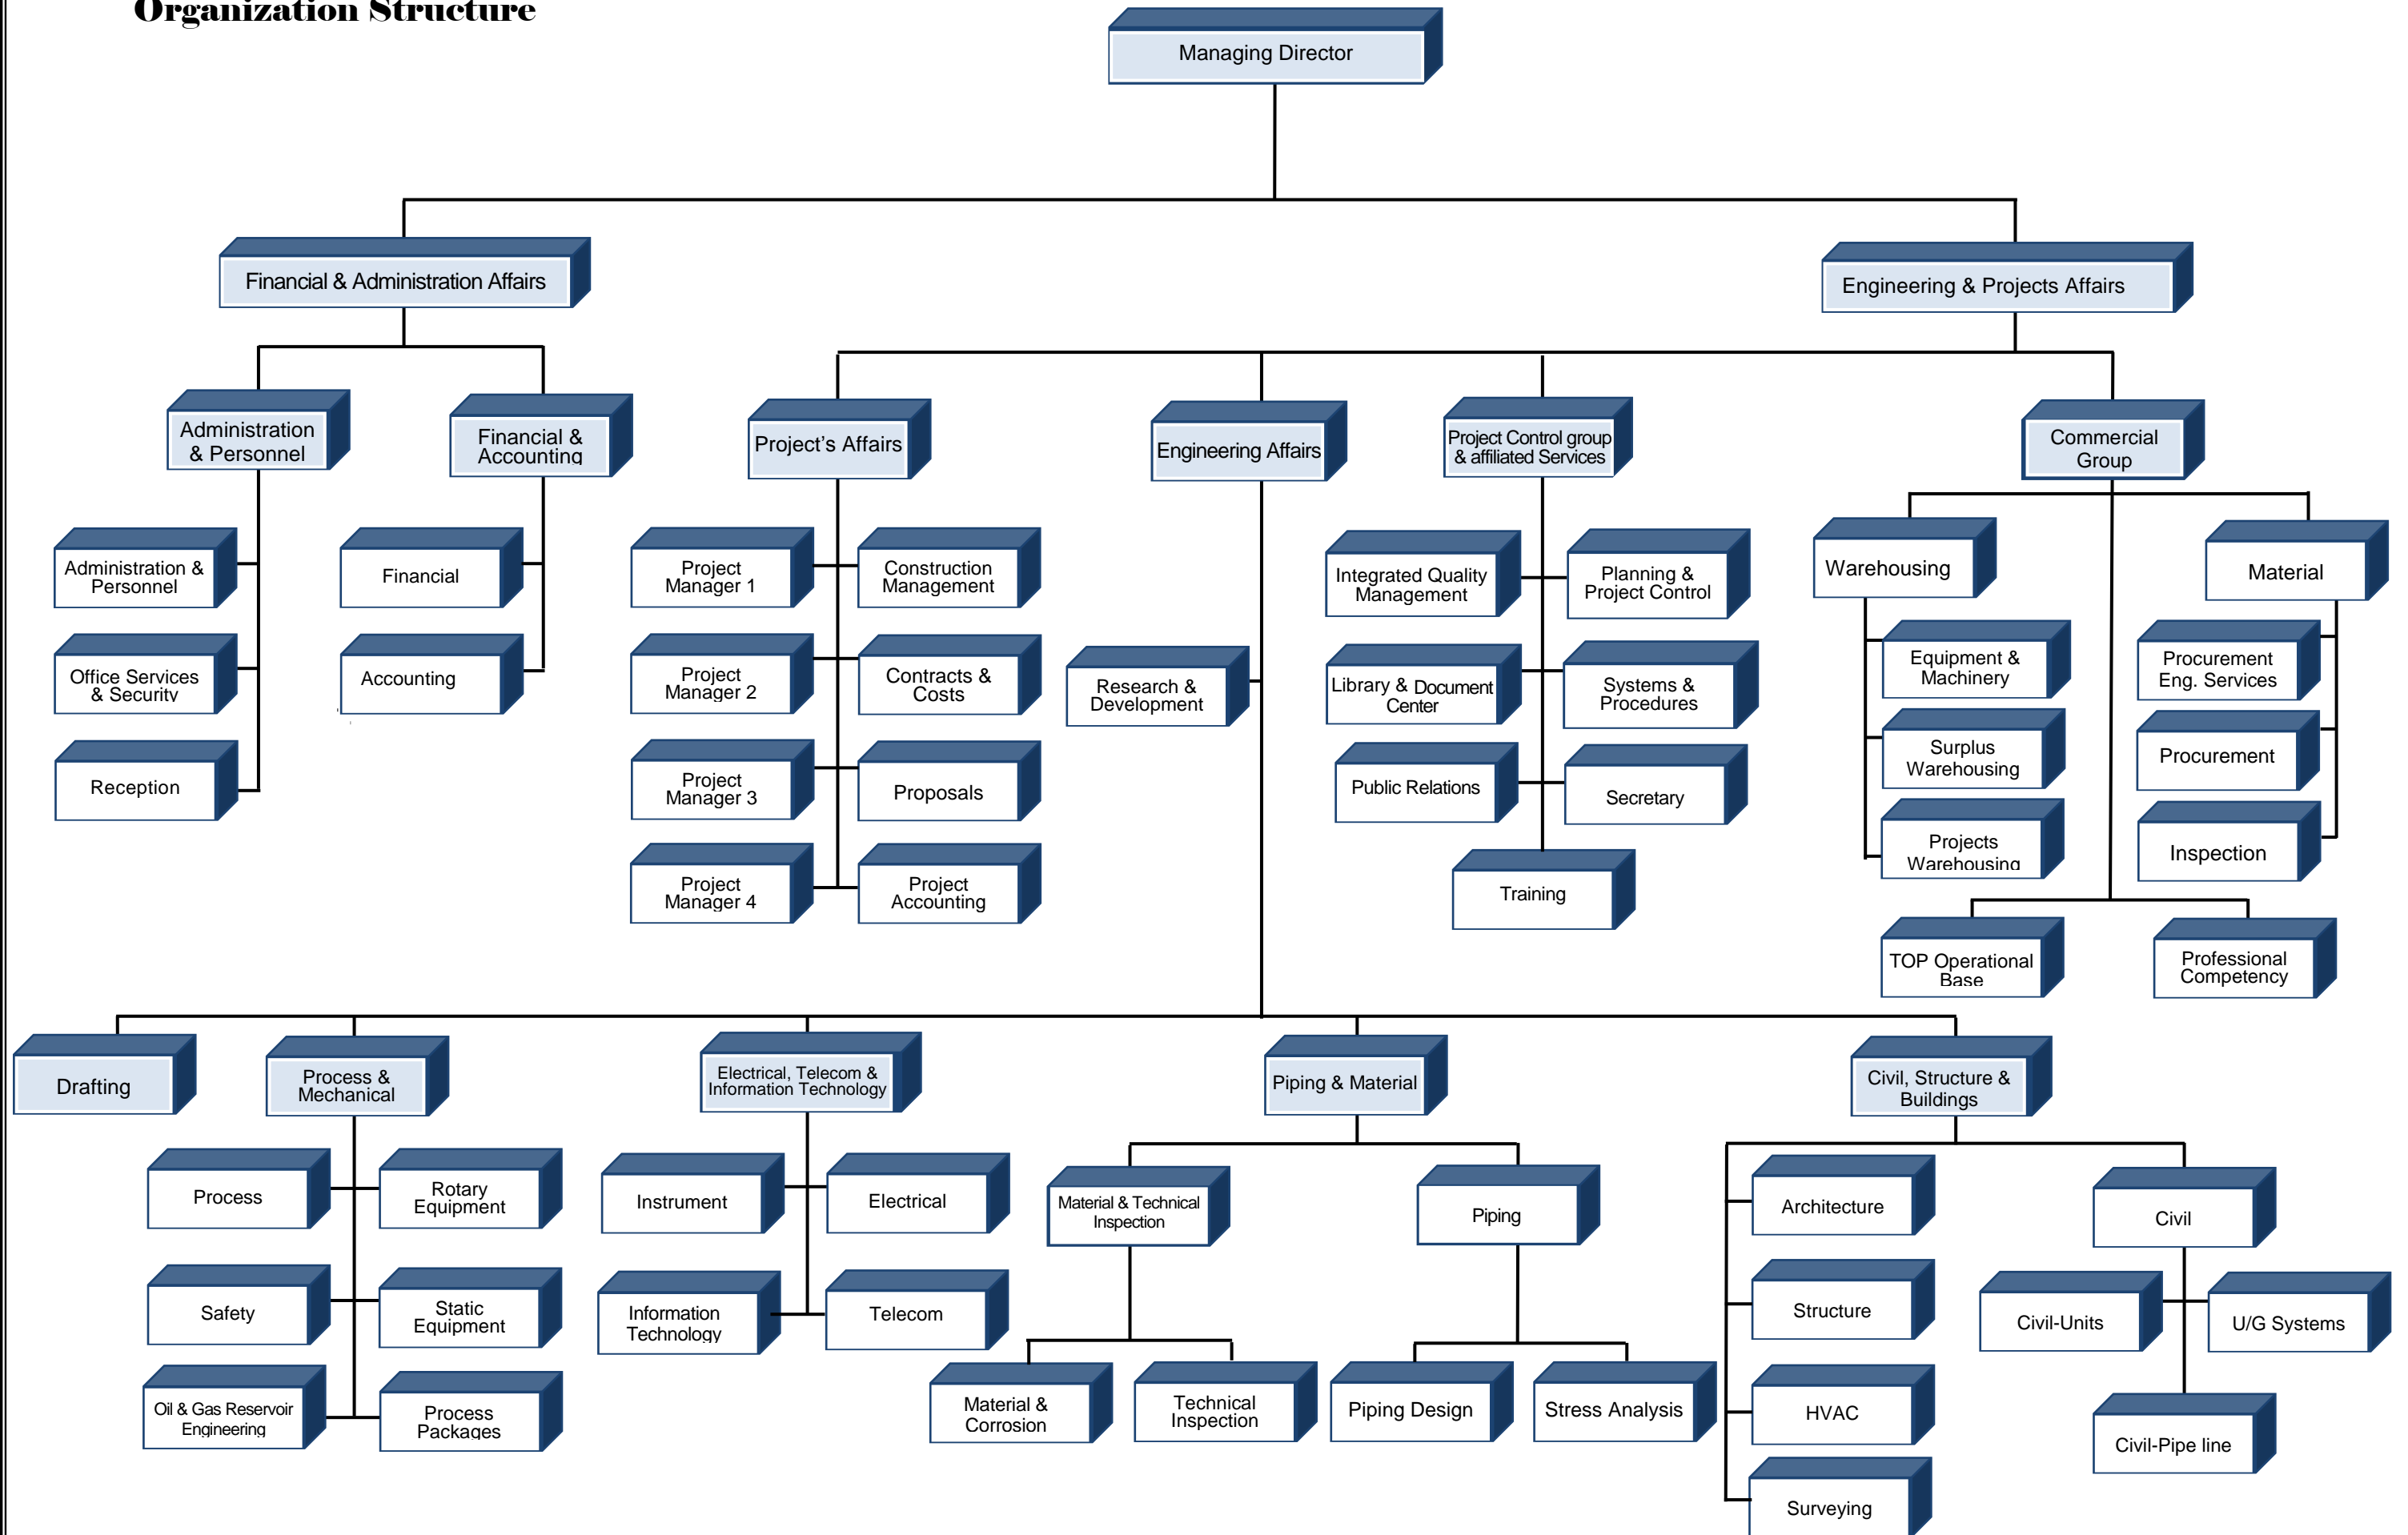 Organization Structure
Managing Director
Financial & Administration Affairs
Engineering & Projects Affairs
Administration
& Personnel
Financial &
Accounting
Project's Affairs
Engineering Affairs
Project Control group
& affiliated Services
Commercial
Group
Administration &
Personnel
Office Services
& Security
Reception
Financial
Accounting
Project
Manager 1
Construction
Management
Project
Manager 2
Contracts &
Costs
Project
Manager 3
Proposals
Project
Manager 4
Project
Accounting
Research &
Development
Integrated Quality
Management
Planning &
Project Control
Library & Document
Center
Systems &
Procedures
Public Relations
Secretary
Training
Warehousing
Material
Equipment &
Machinery
Surplus
Warehousing
Projects
Warehousing
Procurement
Eng. Services
Procurement
Inspection
TOP Operational
Base
Professional
Competency
Drafting
Process &
Mechanical
Electrical, Telecom &
Information Technology
Piping & Material
Civil, Structure &
Buildings
Process
Rotary
Equipment
Safety
Static
Equipment
Oil & Gas Reservoir
Engineering
Process
Packages
Instrument
Electrical
Information
Technology
Telecom
Material & Technical
Inspection
Piping
Material &
Corrosion
Technical
Inspection
Piping Design
Stress Analysis
Architecture
Structure
HVAC
Surveying
Civil
Civil-Units
U/G Systems
Civil-Pipe line